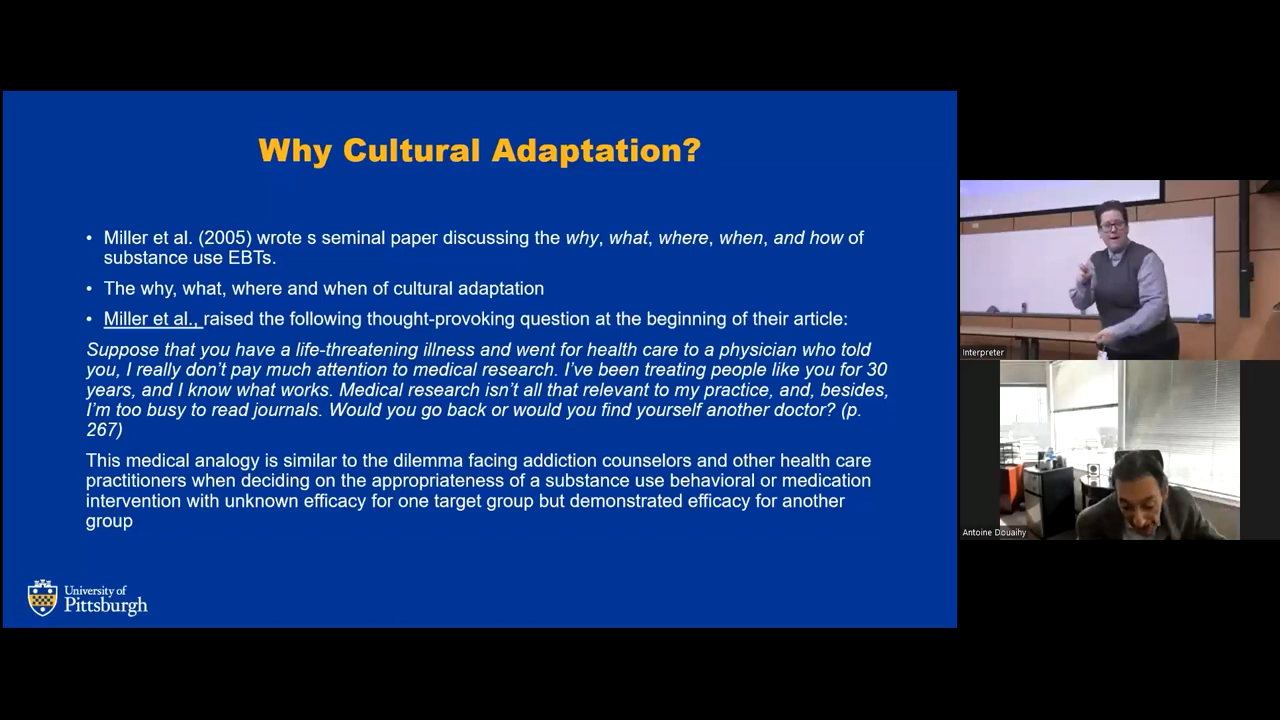 Why Cultural Adaptation?
• Miller et al. (2005) wrote s seminal paper discussing the why, what, where, when, and how of
substance use EBTs.
• The why, what, where and when of cultural adaptation
• Miller et al., raised the following thought-provoking question at the beginning of their article:
Suppose that you have a life-threatening illness and went for health care to a physician who told
you, I really don’t pay much attention to medical research. I’ve been treating people like you for 30
years, and I know what works. Medical research isn’t all that relevant to my practice, and, besides,
I’m too busy to read journals. Would you go back or would you find yourself another doctor? (p.
267)
This medical analogy is similar to the dilemma facing addiction counselors and other health care
practitioners when deciding on the appropriateness of a substance use behavioral or medication
intervention with unknown efficacy for one target group but demonstrated efficacy for another
group
University of
Pittsburgh
Interpreter
Antoine Douaihy